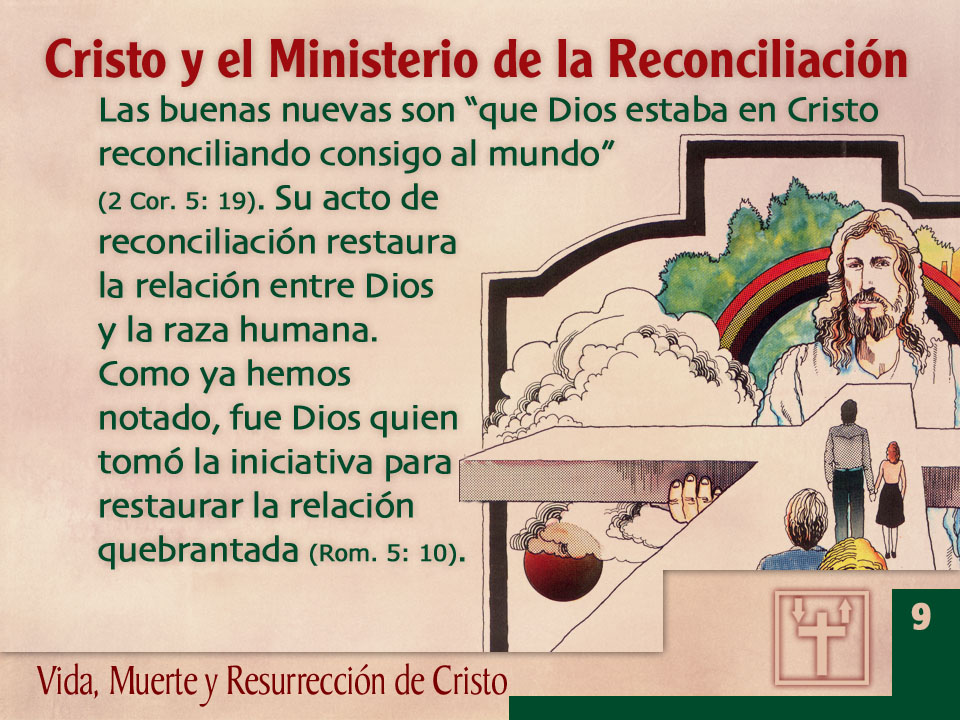 Cristo y el Ministerio de la Reconciliación
Las buenas nuevas son “que Dios estaba en Cristo
reconciliando consigo al mundo”
(2 Cor. 5: 19). Su acto de
reconciliación restaura
la relación entre Dios
y la raza humana.
Como ya hemos
notado, fue Dios quien
tomó la iniciativa para
restaurar la relación
quebrantada (Rom. 5: 10).
9
Vida, Muerte y Resurrección de Cristo